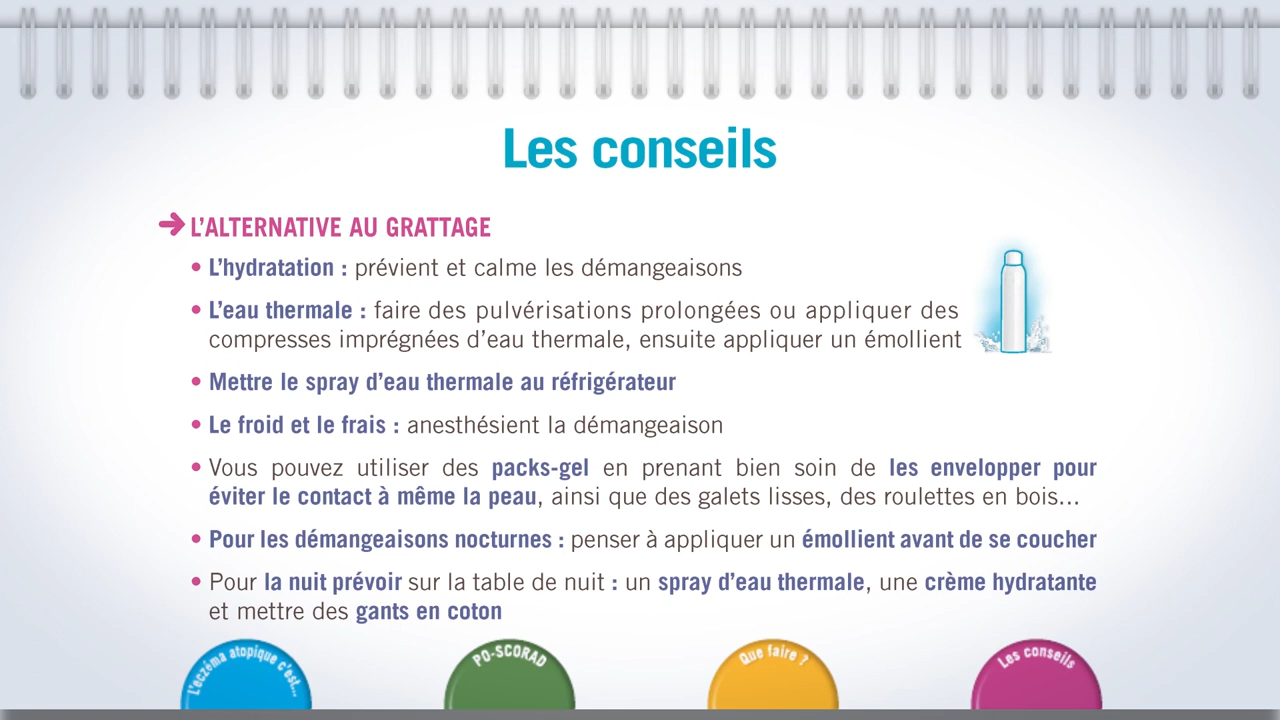 Les conseils
➔ L'ALTERNATIVE AU GRATTAGE
• L'hydratation : prévient et calme les démangeaisons
• L'eau thermale : faire des pulvérisations prolongées ou appliquer des
compresses imprégnées d'eau thermale, ensuite appliquer un émollient
• Mettre le spray d'eau thermale au réfrigérateur
• Le froid et le frais : anesthésient la démangeaison
• Vous pouvez utiliser des packs-gel en prenant bien soin de les envelopper pour
éviter le contact à même la peau, ainsi que des galets lisses, des roulettes en bois...
• Pour les démangeaisons nocturnes : penser à appliquer un émollient avant de se coucher
• Pour la nuit prévoir sur la table de nuit : un spray d'eau thermale, une crème hydratante
et mettre des gants en coton
L'eczéma atopique c'est...
PO-SCORAD
Que faire ?
Les conseils